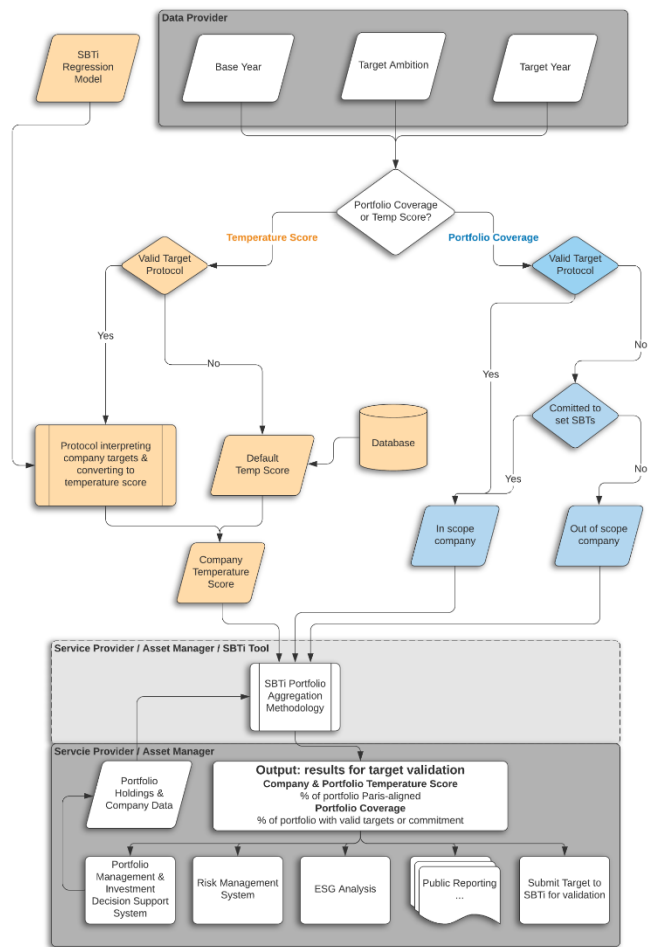 Data Provider
SBTi
Regression
Model
Base Year
Target Ambition
Target Year
Portfolio Coverage
or Temp Score?
Temperature Score
Portfolio Coverage
Valid Target
Protocol
Valid Target
Protocol
Yes
No
Yes
No
Comitted to
set SBTs
Protocol interpreting
company targets &
converting to
temperature score
Default
Temp Score
Database
Yes
No
In scope
company
Out of scope
company
Company
Temperature
Score
Service Provider / Asset Manager / SBTi Tool
SBTi Portfolio
Aggregation
Methodology
Servcie Provider / Asset Manager
Portfolio
Holdings &
Company Data
Output: results for target validation
Company & Portfolio Temperature Score
% of portfolio Paris-aligned
Portfolio Coverage
% of portfolio with valid targets or commitment
Portfolio
Management &
Investment
Decision Support
System
Risk Management
System
ESG Analysis
Public Reporting
...
Submit Target to
SBTi for validation